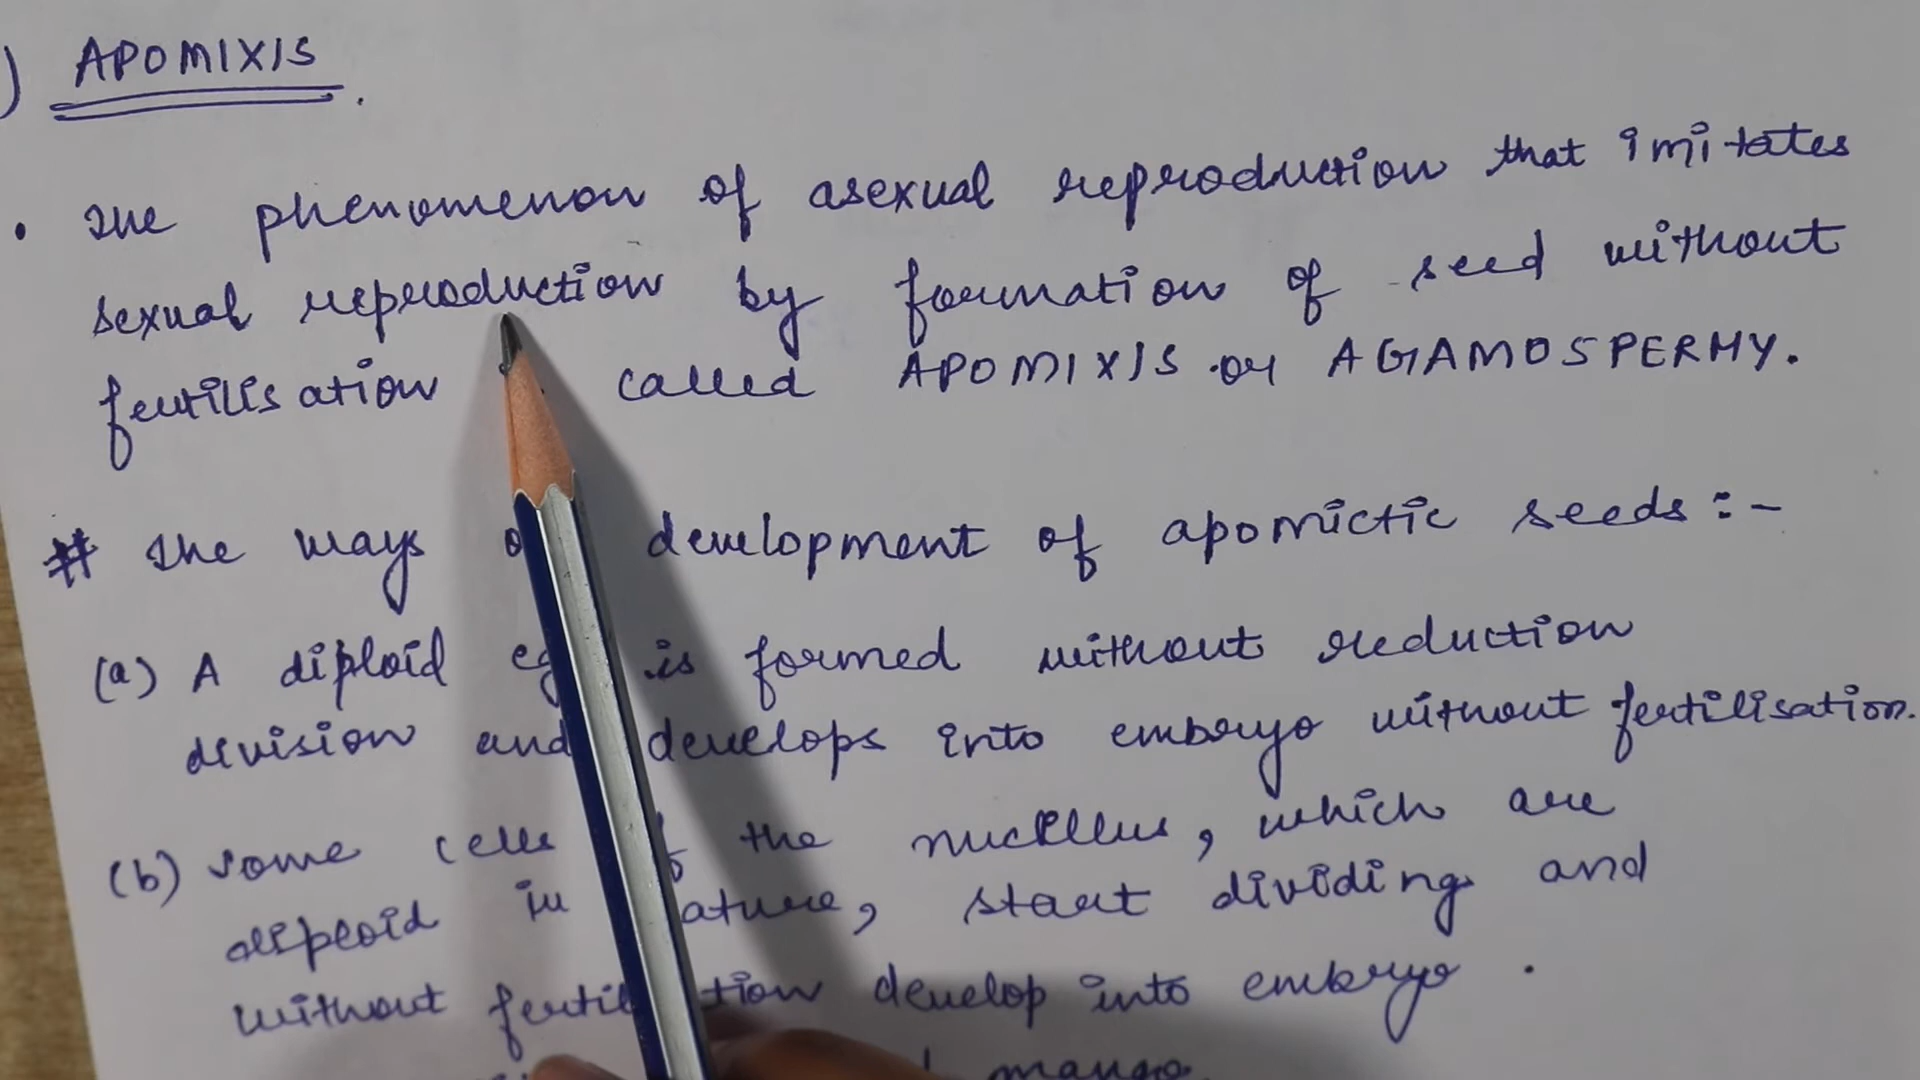 ) APOMIXIS.
• The phenomenon of asexual reproduction that imitates
sexual reproduction by formation of seed without
fertilisation called APOMIXIS or AGAMOSPERMY.
# The ways development of apomictic seeds:-
(a) A diploid is formed without reduction
division and develops into embryo without fertilisation.
(b) Some cells the nucellus, which are
diploid in start dividing and
without develop into embryo.
mango